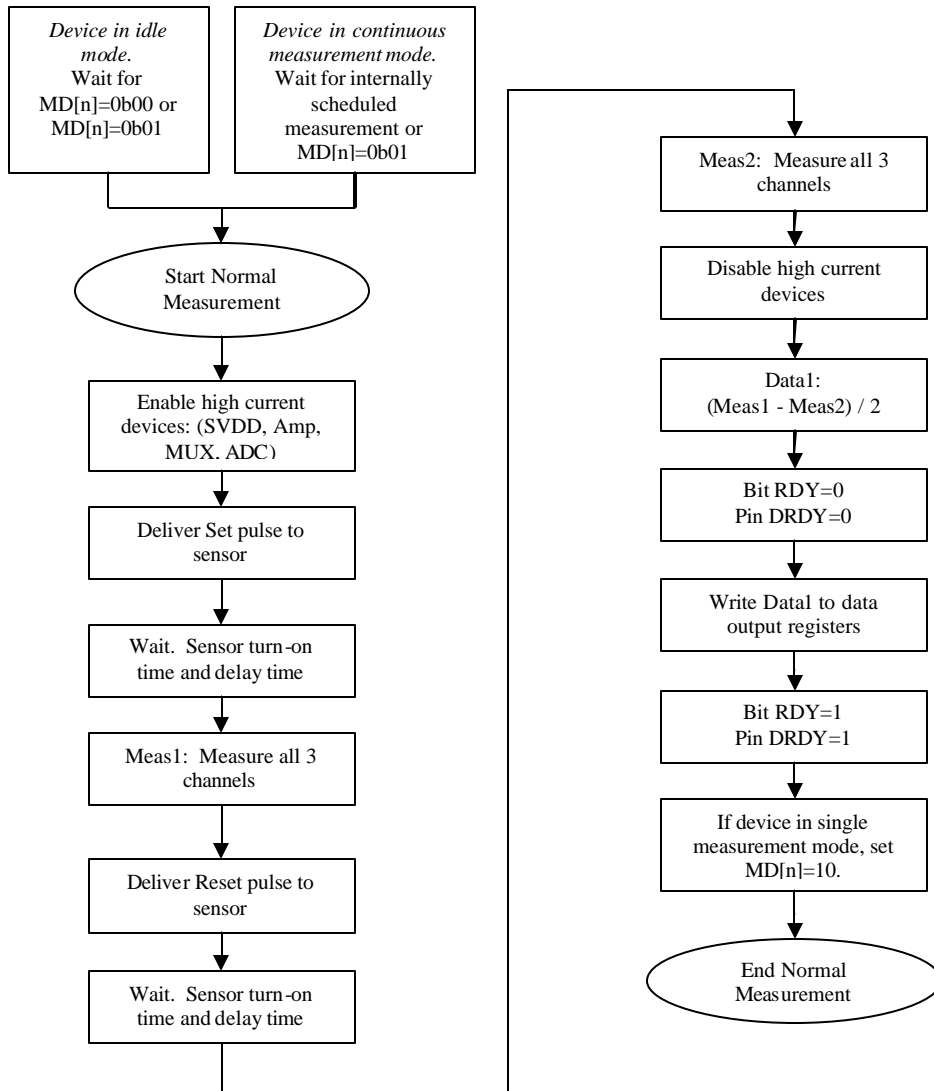 Device in idle
mode.
Wait for
MD[n]=0b00 or
MD[n]=0b01
Device in continuous
measurement mode.
Wait for internally
scheduled
measurement or
MD[n]=0b01
Start Normal
Measurement
Enable high current
devices: (SVDD, Amp,
MUX, ADC)
Deliver Set pulse to
sensor
Wait. Sensor turn-on
time and delay time
Meas1: Measure all 3
channels
Deliver Reset pulse to
sensor
Wait. Sensor turn-on
time and delay time
Meas2: Measure all 3
channels
Disable high current
devices
Data1:
(Meas1 - Meas2) / 2
Bit RDY=0
Pin DRDY=0
Write Data1 to data
output registers
Bit RDY=1
Pin DRDY=1
If device in single
measurement mode, set
MD[n]=10.
End Normal
Measurement